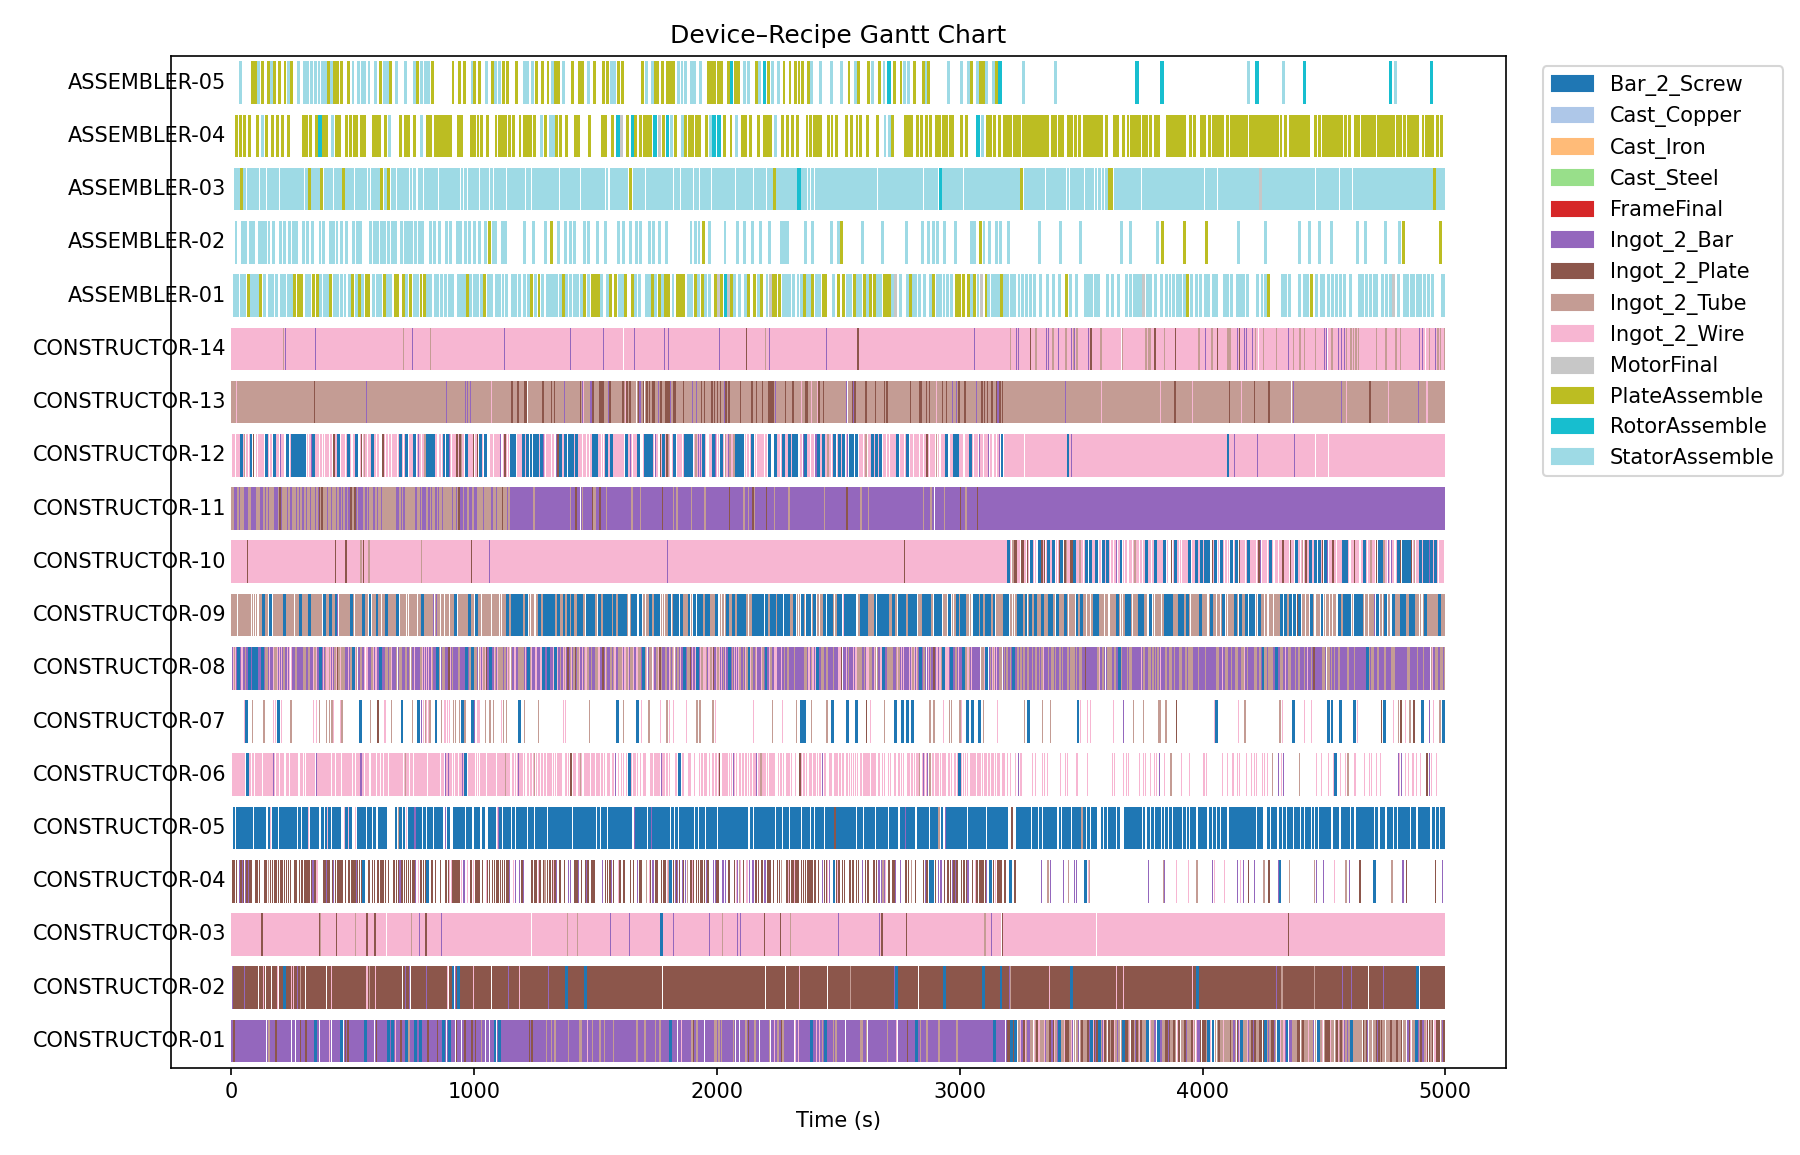 Device–Recipe Gantt Chart
ASSEMBLER-05
ASSEMBLER-04
ASSEMBLER-03
ASSEMBLER-02
ASSEMBLER-01
CONSTRUCTOR-14
CONSTRUCTOR-13
CONSTRUCTOR-12
CONSTRUCTOR-11
CONSTRUCTOR-10
CONSTRUCTOR-09
CONSTRUCTOR-08
CONSTRUCTOR-07
CONSTRUCTOR-06
CONSTRUCTOR-05
CONSTRUCTOR-04
CONSTRUCTOR-03
CONSTRUCTOR-02
CONSTRUCTOR-01
0 1000 2000 3000 4000 5000
Time (s)
Bar_2_Screw
Cast_Copper
Cast_Iron
Cast_Steel
FrameFinal
Ingot_2_Bar
Ingot_2_Plate
Ingot_2_Tube
Ingot_2_Wire
MotorFinal
PlateAssemble
RotorAssemble
StatorAssemble